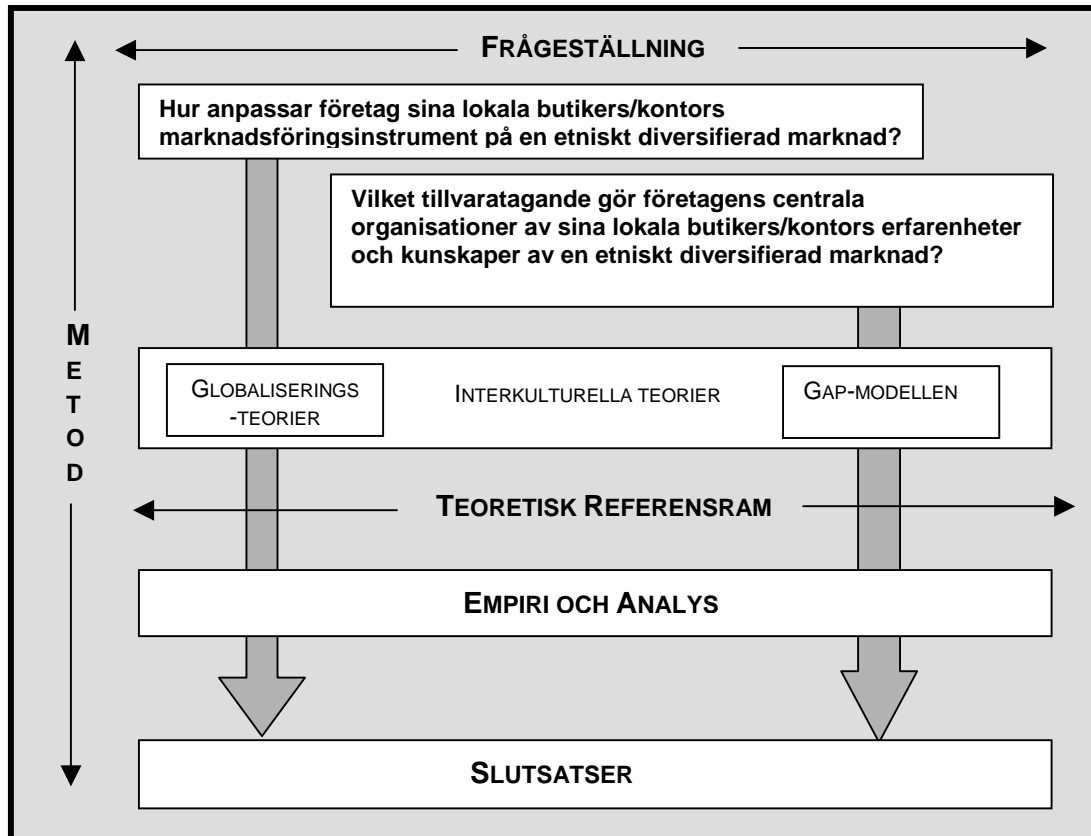 FRÅGESTÄLLNING
Hur anpassar företag sina lokala butikers/kontors
marknadsföringsinstrument på en etniskt diversifierad marknad?
Vilket tillvaratagande gör företagens centrala
organisationer av sina lokala butikers/kontors erfarenheter
och kunskaper av en etniskt diversifierad marknad?
METOD
GLOBALISERINGS
-TEORIER
INTERKULTURELLA TEORIER
GAP-MODELLEN
TEORETISK REFERENSRAM
EMPIRI OCH ANALYS
SLUTSATSER